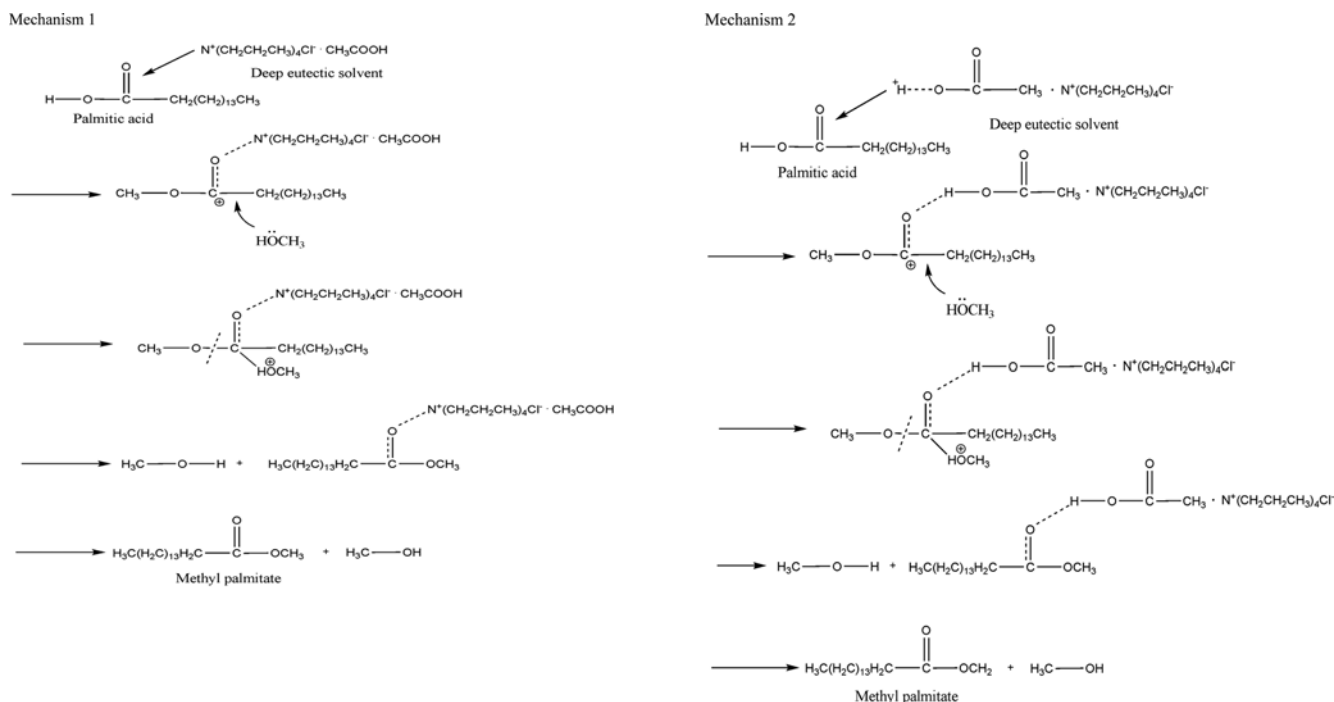 Mechanism 1
N⁺(CH₂CH₂CH₃)₄Cl⁻ · CH₃COOH
Deep eutectic solvent
O
H—O—C—CH₂(CH₂)₁₃CH₃
Palmitic acid
N⁺(CH₂CH₂CH₃)₄Cl⁻ · CH₃COOH
O
CH₃—O—C—CH₂(CH₂)₁₃CH₃
⊕
HÖCH₃
N⁺(CH₂CH₂CH₃)₄Cl⁻ · CH₃COOH
O
CH₃—O—C—CH₂(CH₂)₁₃CH₃
⊕
HOCH₃
N⁺(CH₂CH₂CH₃)₄Cl⁻ · CH₃COOH
O
H₃C—O—H + H₃C(H₂C)₁₃H₂C—C—OCH₃
O
H₃C(H₂C)₁₃H₂C—C—OCH₃ + H₃C—OH
Methyl palmitate
Mechanism 2
O
⁺H----O—C—CH₃ · N⁺(CH₂CH₂CH₃)₄Cl⁻
Deep eutectic solvent
O
H—O—C—CH₂(CH₂)₁₃CH₃
Palmitic acid
O
H—O—C—CH₃ · N⁺(CH₂CH₂CH₃)₄Cl⁻
O
CH₃—O—C—CH₂(CH₂)₁₃CH₃
⊕
HÖCH₃
O
H—O—C—CH₃ · N⁺(CH₂CH₂CH₃)₄Cl⁻
O
CH₃—O—C—CH₂(CH₂)₁₃CH₃
⊕
HOCH₃
O
H—O—C—CH₃ · N⁺(CH₂CH₂CH₃)₄Cl⁻
O
H₃C—O—H + H₃C(H₂C)₁₃H₂C—C—OCH₃
O
H₃C(H₂C)₁₃H₂C—C—OCH₂ + H₃C—OH
Methyl palmitate